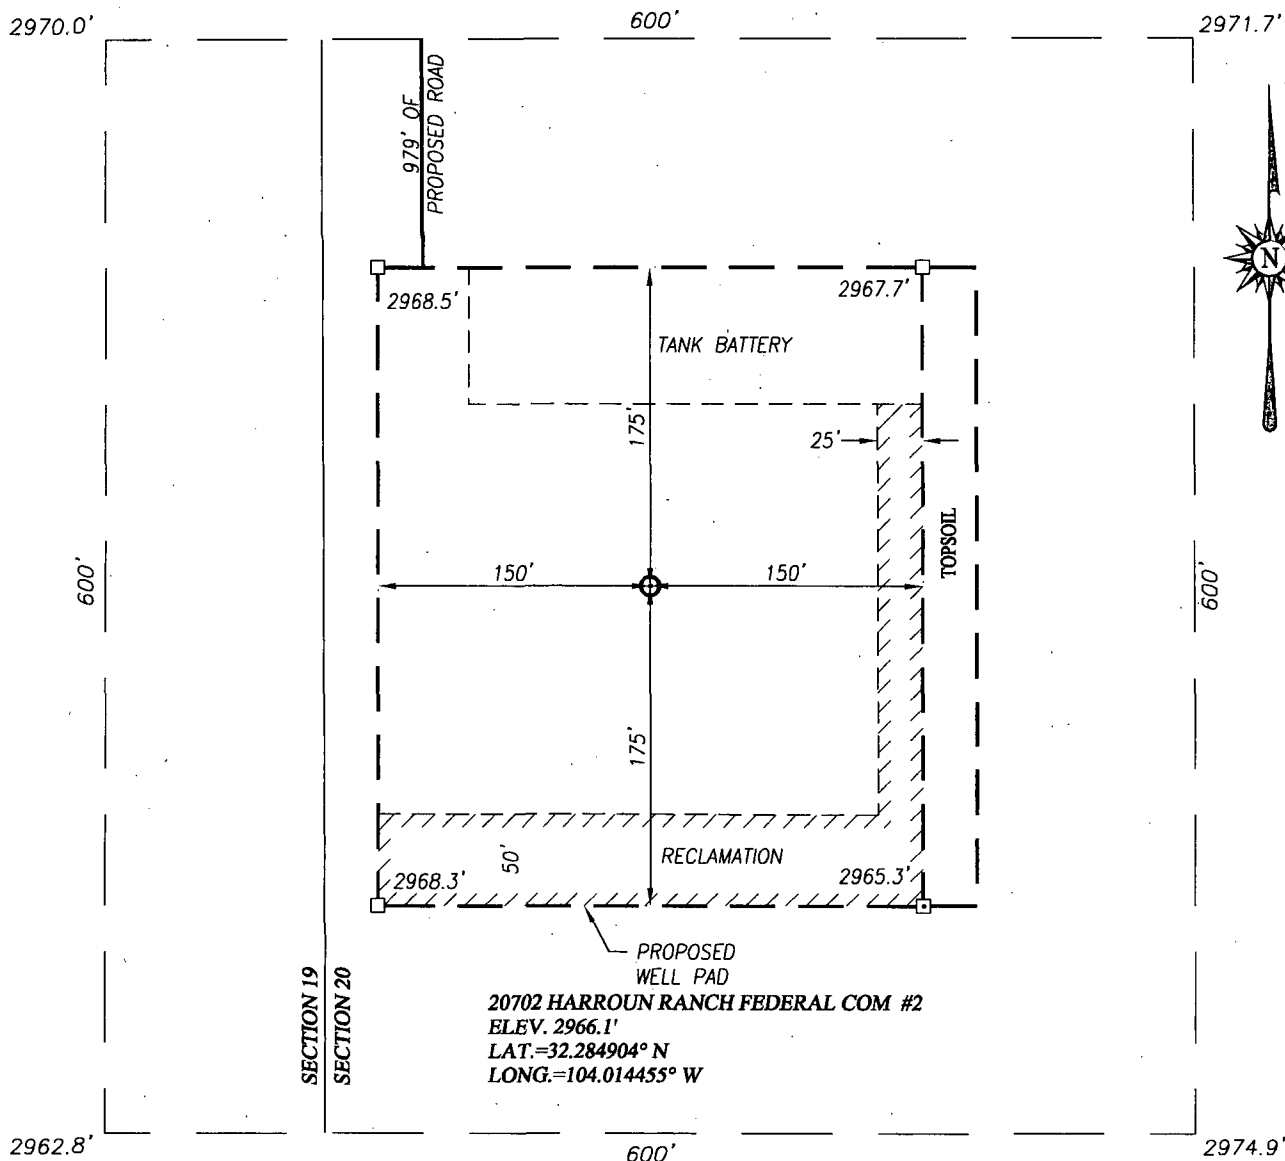 2970.0'
600'
2971.7'
979' OF
PROPOSED ROAD
N
2968.5'
2967.7'
TANK BATTERY
175'
25'
TOPSOIL
600'
150'
150'
600'
175'
50'
RECLAMATION
2968.3'
2965.3'
PROPOSED
WELL PAD
SECTION 19
SECTION 20
20702 HARROUN RANCH FEDERAL COM #2
ELEV. 2966.1'
LAT.=32.284904° N
LONG.=104.014455° W
2962.8'
600'
2974.9'